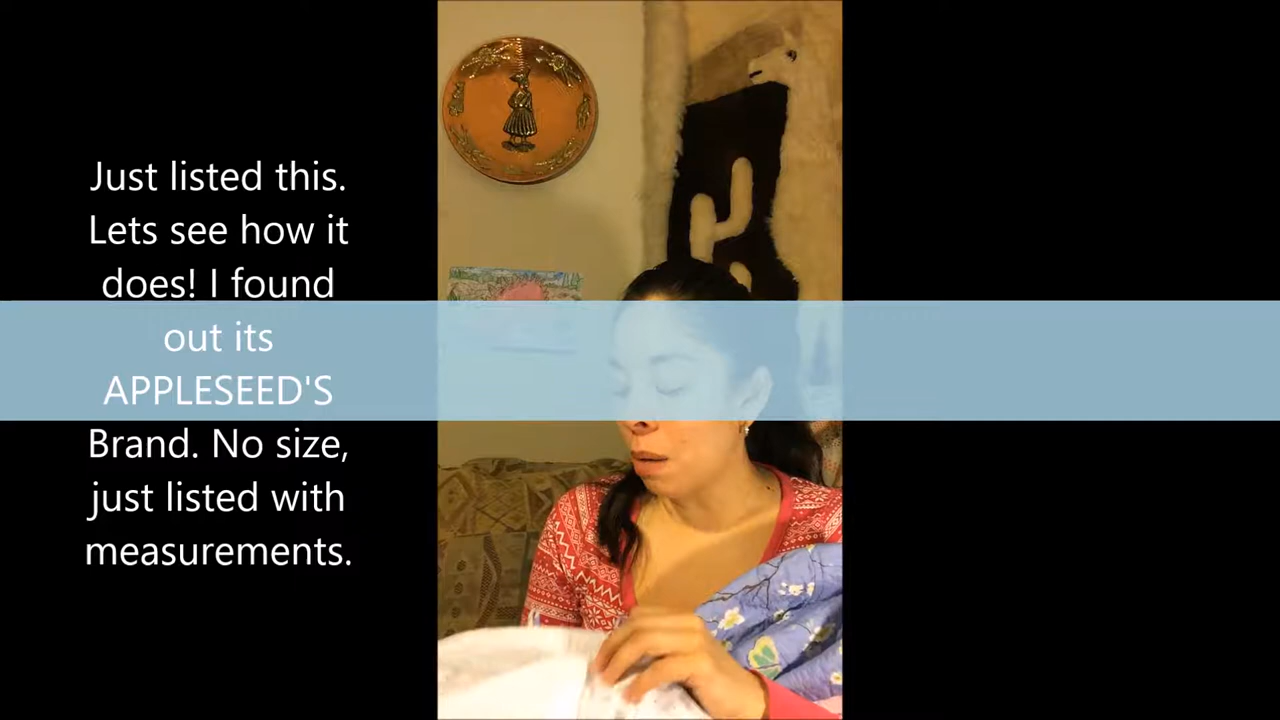 Just listed this.
Lets see how it
does! I found
out its
APPLESEED'S
Brand. No size,
just listed with
measurements.